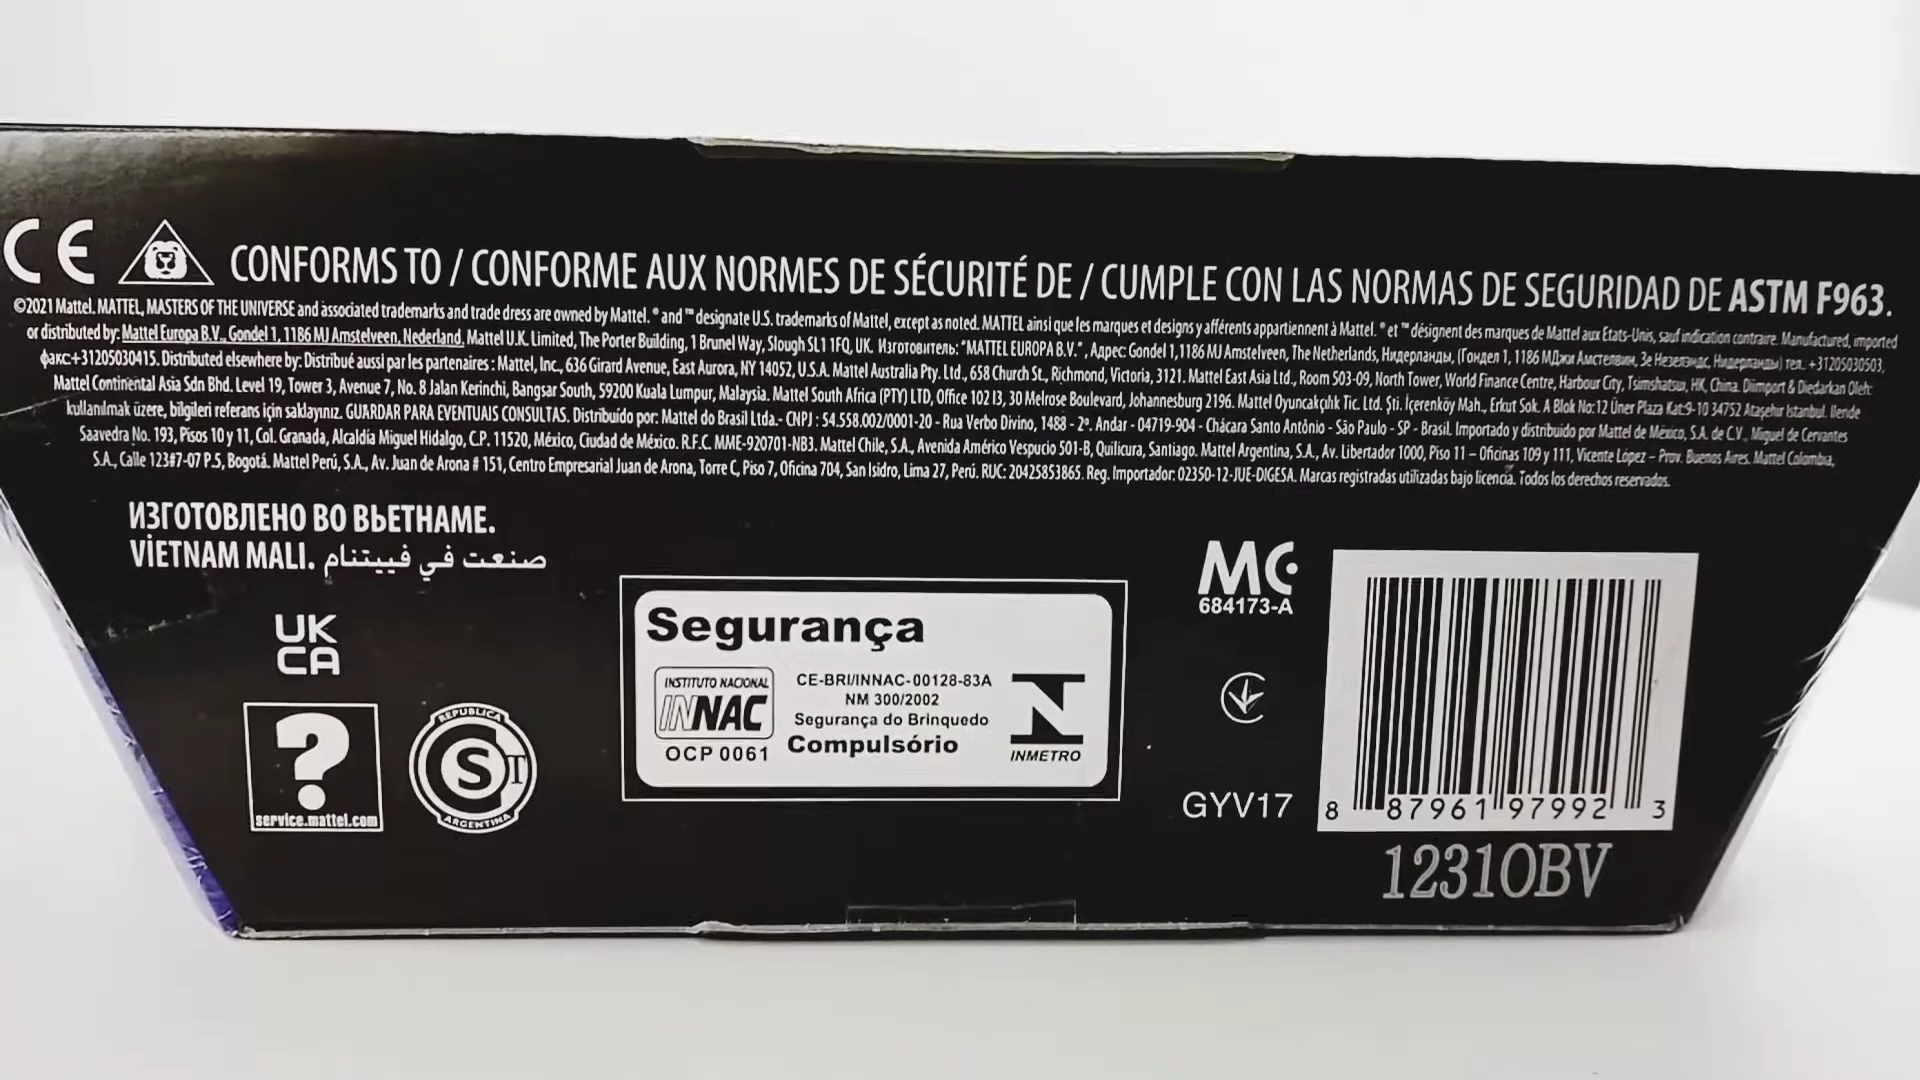 CE CONFORMS TO / CONFORME AUX NORMES DE SÉCURITÉ DE / CUMPLE CON LAS NORMAS DE SEGURIDAD DE ASTM F963.
©2021 Mattel. MATTEL, MASTERS OF THE UNIVERSE and associated trademarks and trade dress are owned by Mattel. ® and ™ designate U.S. trademarks of Mattel, except as noted. MATTEL ainsi que les marques et designs y afférents appartiennent à Mattel. ® et ™ désignent des marques de Mattel aux Etats-Unis, sauf indication contraire. Manufactured, imported
or distributed by: Mattel Europa B.V., Gondel 1, 1186 MJ Amstelveen, Nederland. Mattel U.K. Limited, The Porter Building, 1 Brunel Way, Slough SL1 1FQ, UK. Изготовитель: "MATTEL EUROPA B.V.", Адрес: Gondel 1, 1186 MJ Amstelveen, The Netherlands, Нидерланды, (Гондел 1, 1186 МДжи Амстелвин, Зе Незеландс, Нидерланды) тел. +31205030503,
факс:+31205030415. Distributed elsewhere by: Distribué aussi par les partenaires : Mattel, Inc., 636 Girard Avenue, East Aurora, NY 14052, U.S.A. Mattel Australia Pty. Ltd., 658 Church St., Richmond, Victoria, 3121. Mattel East Asia Ltd., Room 503-09, North Tower, World Finance Centre, Harbour City, Tsimshatsui, HK, China. Diimport & Diedarkan Oleh:
Mattel Continental Asia Sdn Bhd. Level 19, Tower 3, Avenue 7, No. 8 Jalan Kerinchi, Bangsar South, 59200 Kuala Lumpur, Malaysia. Mattel South Africa (PTY) LTD, Office 102 I3, 30 Melrose Boulevard, Johannesburg 2196. Mattel Oyuncakçılık Tic. Ltd. Şti. İçerenköy Mah., Erkut Sok. A Blok No:12 Üner Plaza Kat:9-10 34752 Ataşehir İstanbul. İlende
kullanılmak üzere, bilgileri referans için saklayınız. GUARDAR PARA EVENTUAIS CONSULTAS. Distribuído por: Mattel do Brasil Ltda.- CNPJ : 54.558.002/0001-20 - Rua Verbo Divino, 1488 - 2º. Andar - 04719-904 - Chácara Santo Antônio - São Paulo - SP - Brasil. Importado y distribuido por Mattel de México, S.A. de C.V., Miguel de Cervantes
Saavedra No. 193, Pisos 10 y 11, Col. Granada, Alcaldía Miguel Hidalgo, C.P. 11520, México, Ciudad de México. R.F.C. MME-920701-NB3. Mattel Chile, S.A., Avenida Américo Vespucio 501-B, Quilicura, Santiago. Mattel Argentina, S.A., Av. Libertador 1000, Piso 11 – Oficinas 109 y 111, Vicente López – Prov. Buenos Aires. Mattel Colombia,
S.A., Calle 123#7-07 P.5, Bogotá. Mattel Perú, S.A., Av. Juan de Arona # 151, Centro Empresarial Juan de Arona, Torre C, Piso 7, Oficina 704, San Isidro, Lima 27, Perú. RUC: 20425853865. Reg. Importador: 02350-12-JUE-DIGESA. Marcas registradas utilizadas bajo licencia. Todos los derechos reservados.
ИЗГОТОВЛЕНО ВО ВЬЕТНАМЕ.
VİETNAM MALI. صنعت في فييتنام
UK
CA
?
service.mattel.com
REPUBLICA
S T
ARGENTINA
Segurança
INSTITUTO NACIONAL
INNAC
OCP 0061
CE-BRI/INNAC-00128-83A
NM 300/2002
Segurança do Brinquedo
Compulsório
INMETRO
MC
684173-A
GYV17
8 87961 97992 3
1231OBV